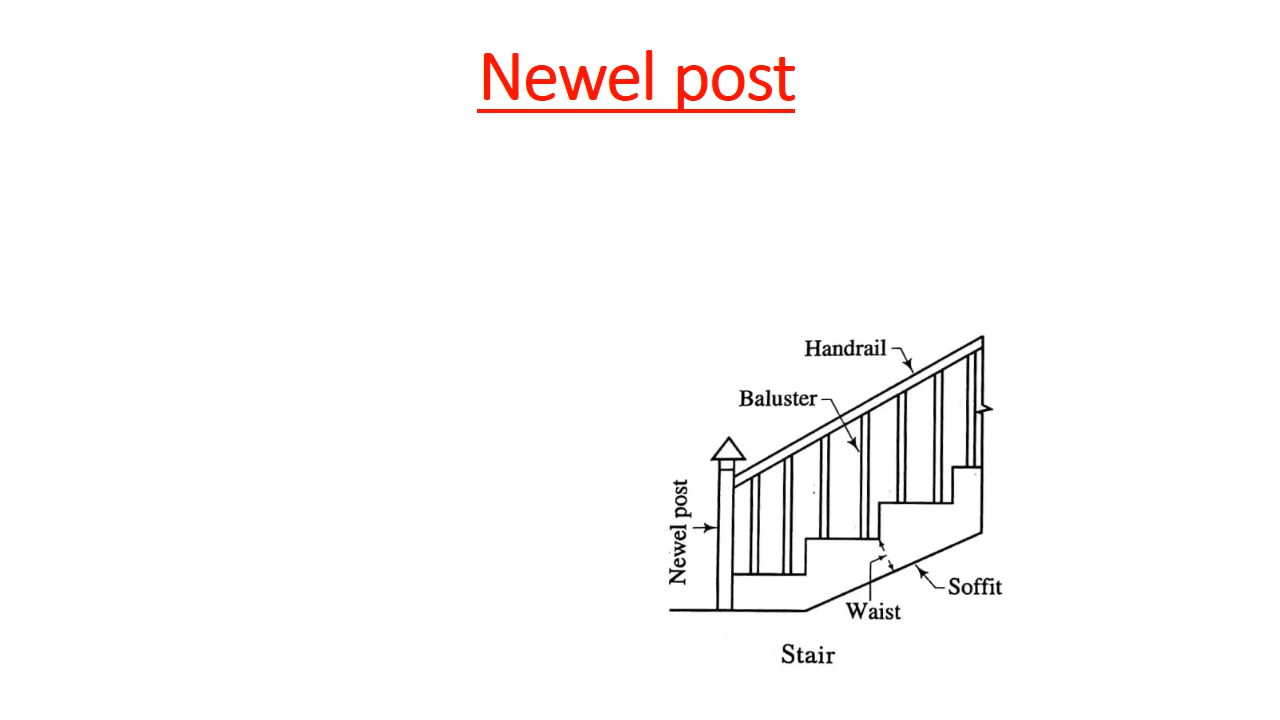 Newel post
Handrail
Baluster
Newel post
Soffit
Waist
Stair